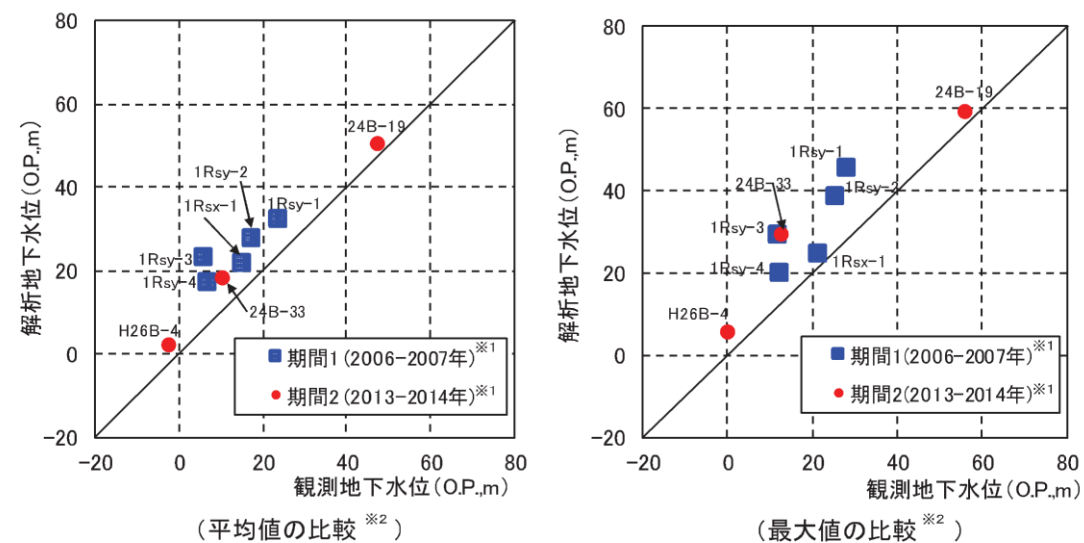 80
60
40
20
0
-20
解析地下水位(O.P.,m)
24B-19
1Rsy-2
1Rsx-1
1Rsy-1
1Rsy-3
1Rsy-4
24B-33
H26B-4
期間1(2006-2007年)※1
期間2(2013-2014年)※1
-20 0 20 40 60 80
観測地下水位(O.P.,m)
(平均値の比較※2)
80
60
40
20
0
-20
解析地下水位(O.P.,m)
24B-19
1Rsy-1
24B-33
1Rsy-2
1Rsy-3
1Rsy-4
1Rsx-1
H26B-4
期間1(2006-2007年)※1
期間2(2013-2014年)※1
-20 0 20 40 60 80
観測地下水位(O.P.,m)
(最大値の比較※2)